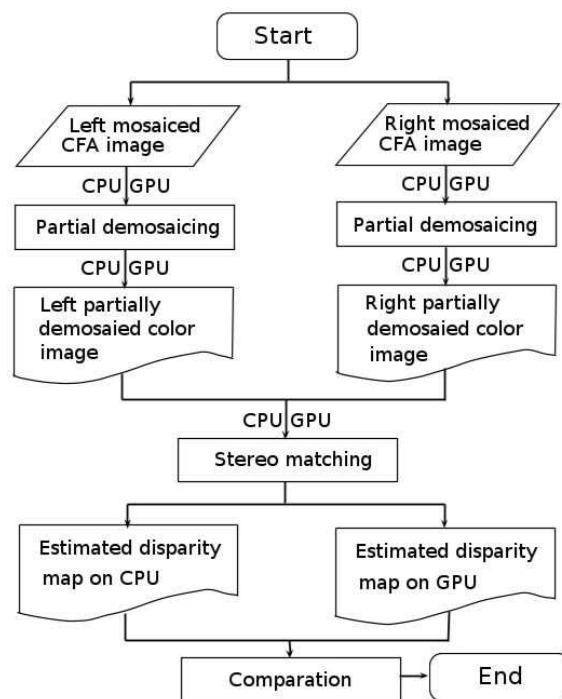 Start
Left mosaiced
CFA image
Right mosaiced
CFA image
CPU GPU
CPU GPU
Partial demosaicing
Partial demosaicing
CPU GPU
CPU GPU
Left partially
demosaied color
image
Right partially
demosaied color
image
CPU GPU
Stereo matching
Estimated disparity
map on CPU
Estimated disparity
map on GPU
Comparation
End